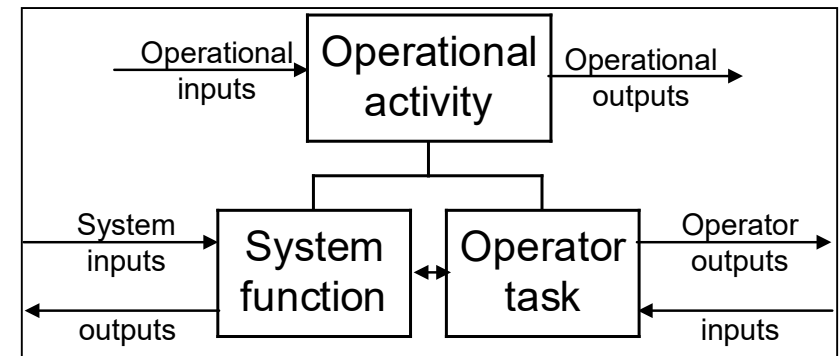 Operational
inputs
Operational
activity
Operational
outputs
System
inputs
outputs
System
function
Operator
task
Operator
outputs
inputs